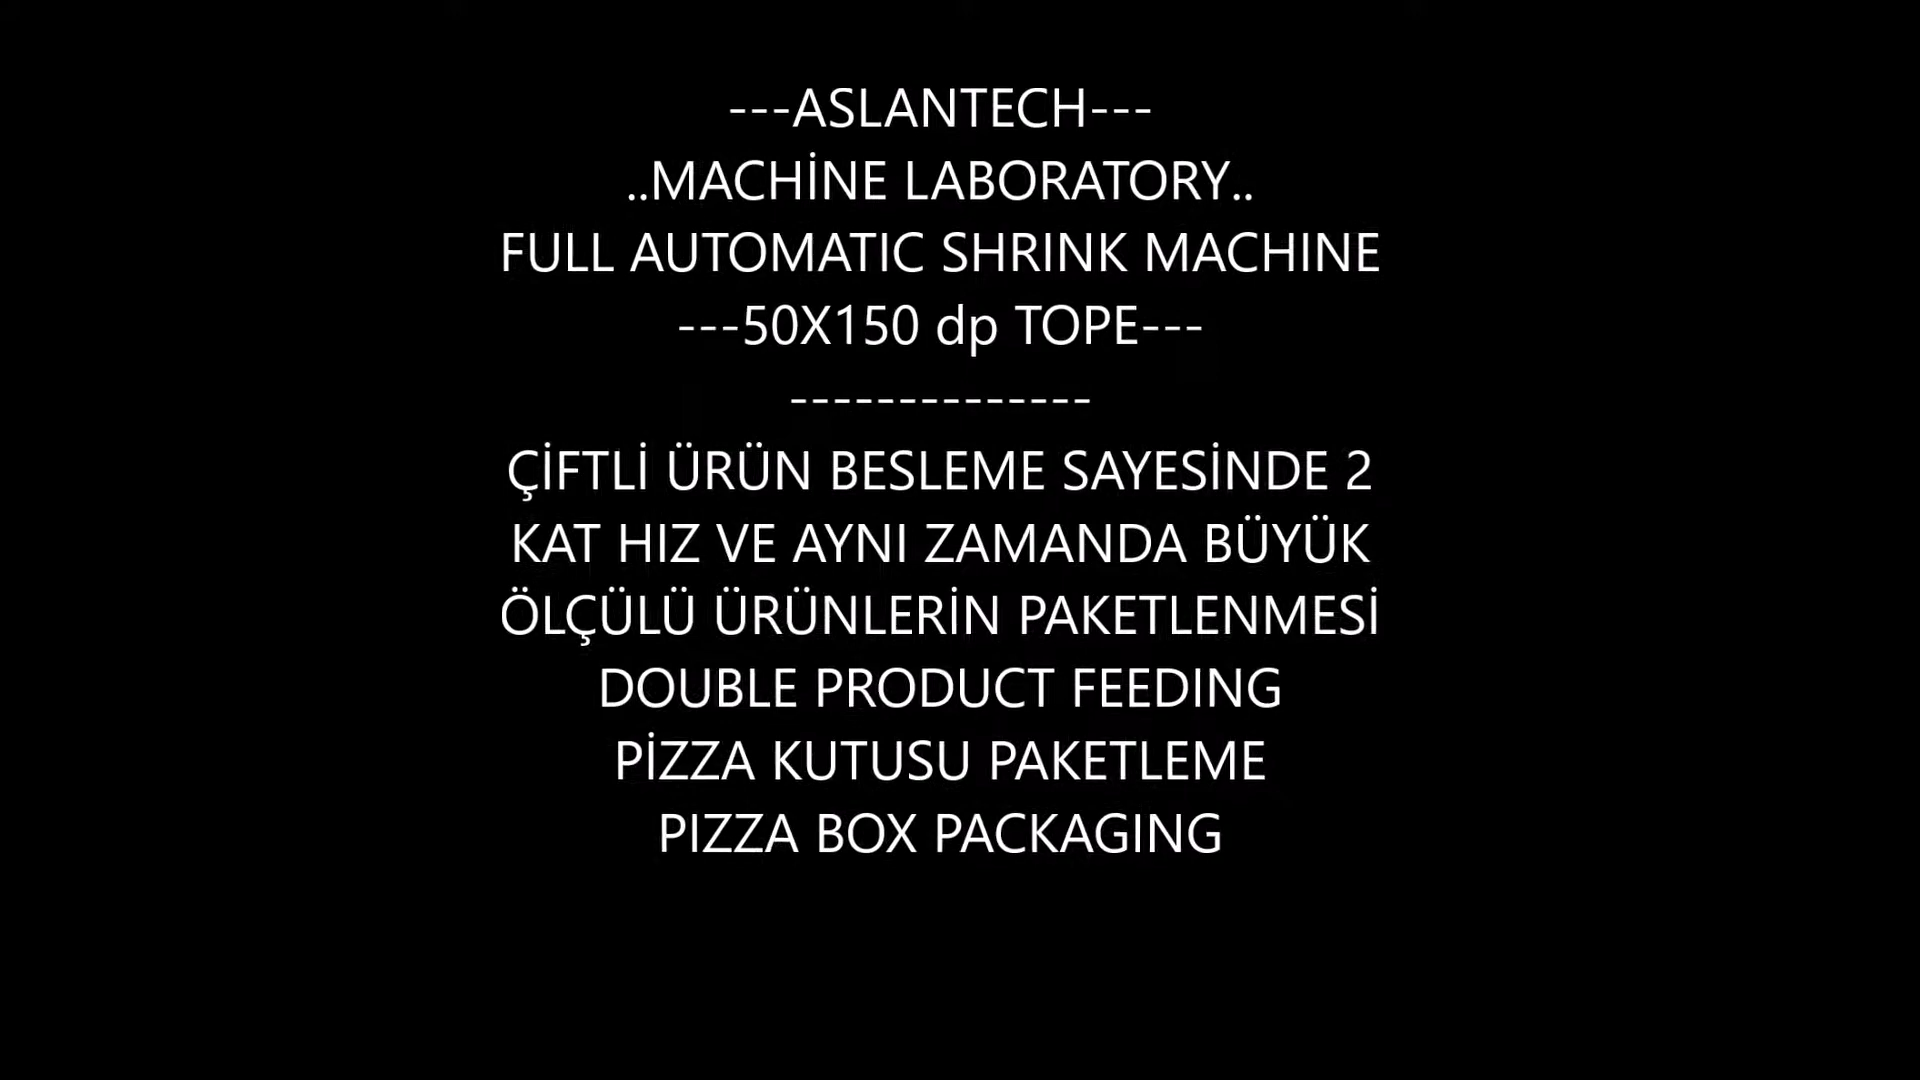 ---ASLANTECH---
..MACHİNE LABORATORY..
FULL AUTOMATIC SHRINK MACHINE
---50X150 dp TOPE---
--------------
ÇİFTLİ ÜRÜN BESLEME SAYESİNDE 2
KAT HIZ VE AYNI ZAMANDA BÜYÜK
ÖLÇÜLÜ ÜRÜNLERİN PAKETLENMESİ
DOUBLE PRODUCT FEEDING
PİZZA KUTUSU PAKETLEME
PIZZA BOX PACKAGING